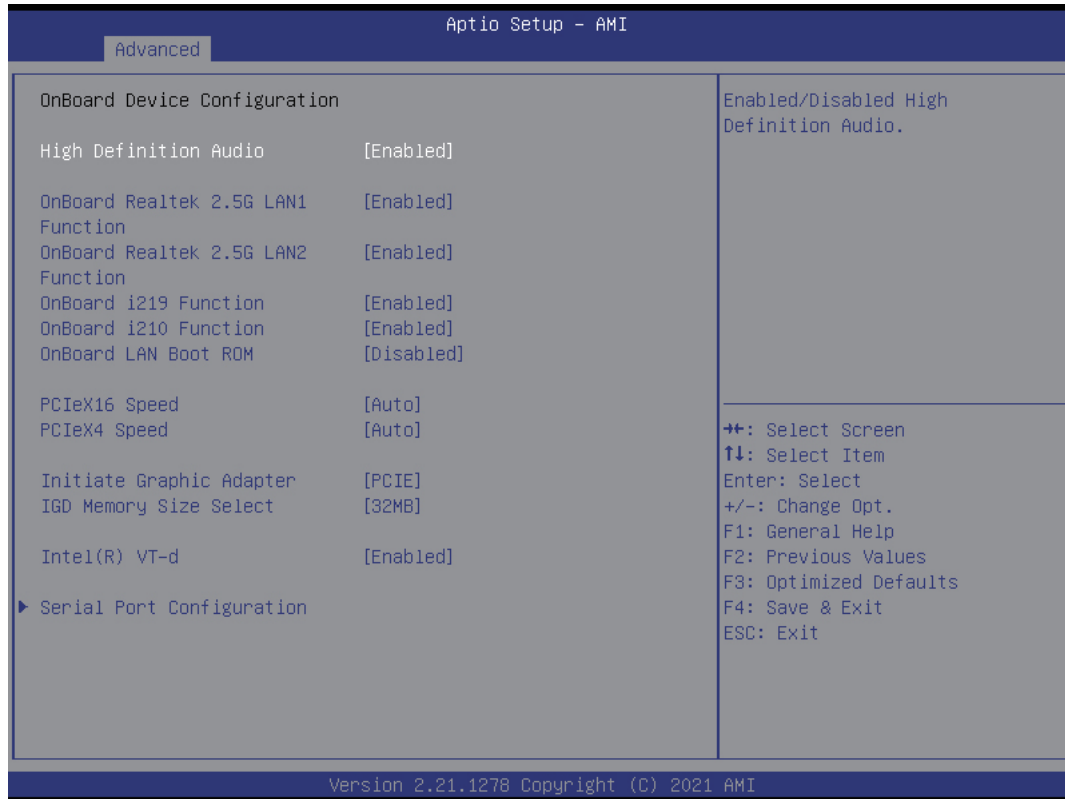 Aptio Setup – AMI
Advanced
OnBoard Device Configuration
High Definition Audio [Enabled]
OnBoard Realtek 2.5G LAN1 [Enabled]
Function
OnBoard Realtek 2.5G LAN2 [Enabled]
Function
OnBoard i219 Function [Enabled]
OnBoard i210 Function [Enabled]
OnBoard LAN Boot ROM [Disabled]
PCIeX16 Speed [Auto]
PCIeX4 Speed [Auto]
Initiate Graphic Adapter [PCIE]
IGD Memory Size Select [32MB]
Intel(R) VT-d [Enabled]
▶ Serial Port Configuration
Enabled/Disabled High
Definition Audio.
→←: Select Screen
↑↓: Select Item
Enter: Select
+/-: Change Opt.
F1: General Help
F2: Previous Values
F3: Optimized Defaults
F4: Save & Exit
ESC: Exit
Version 2.21.1278 Copyright (C) 2021 AMI